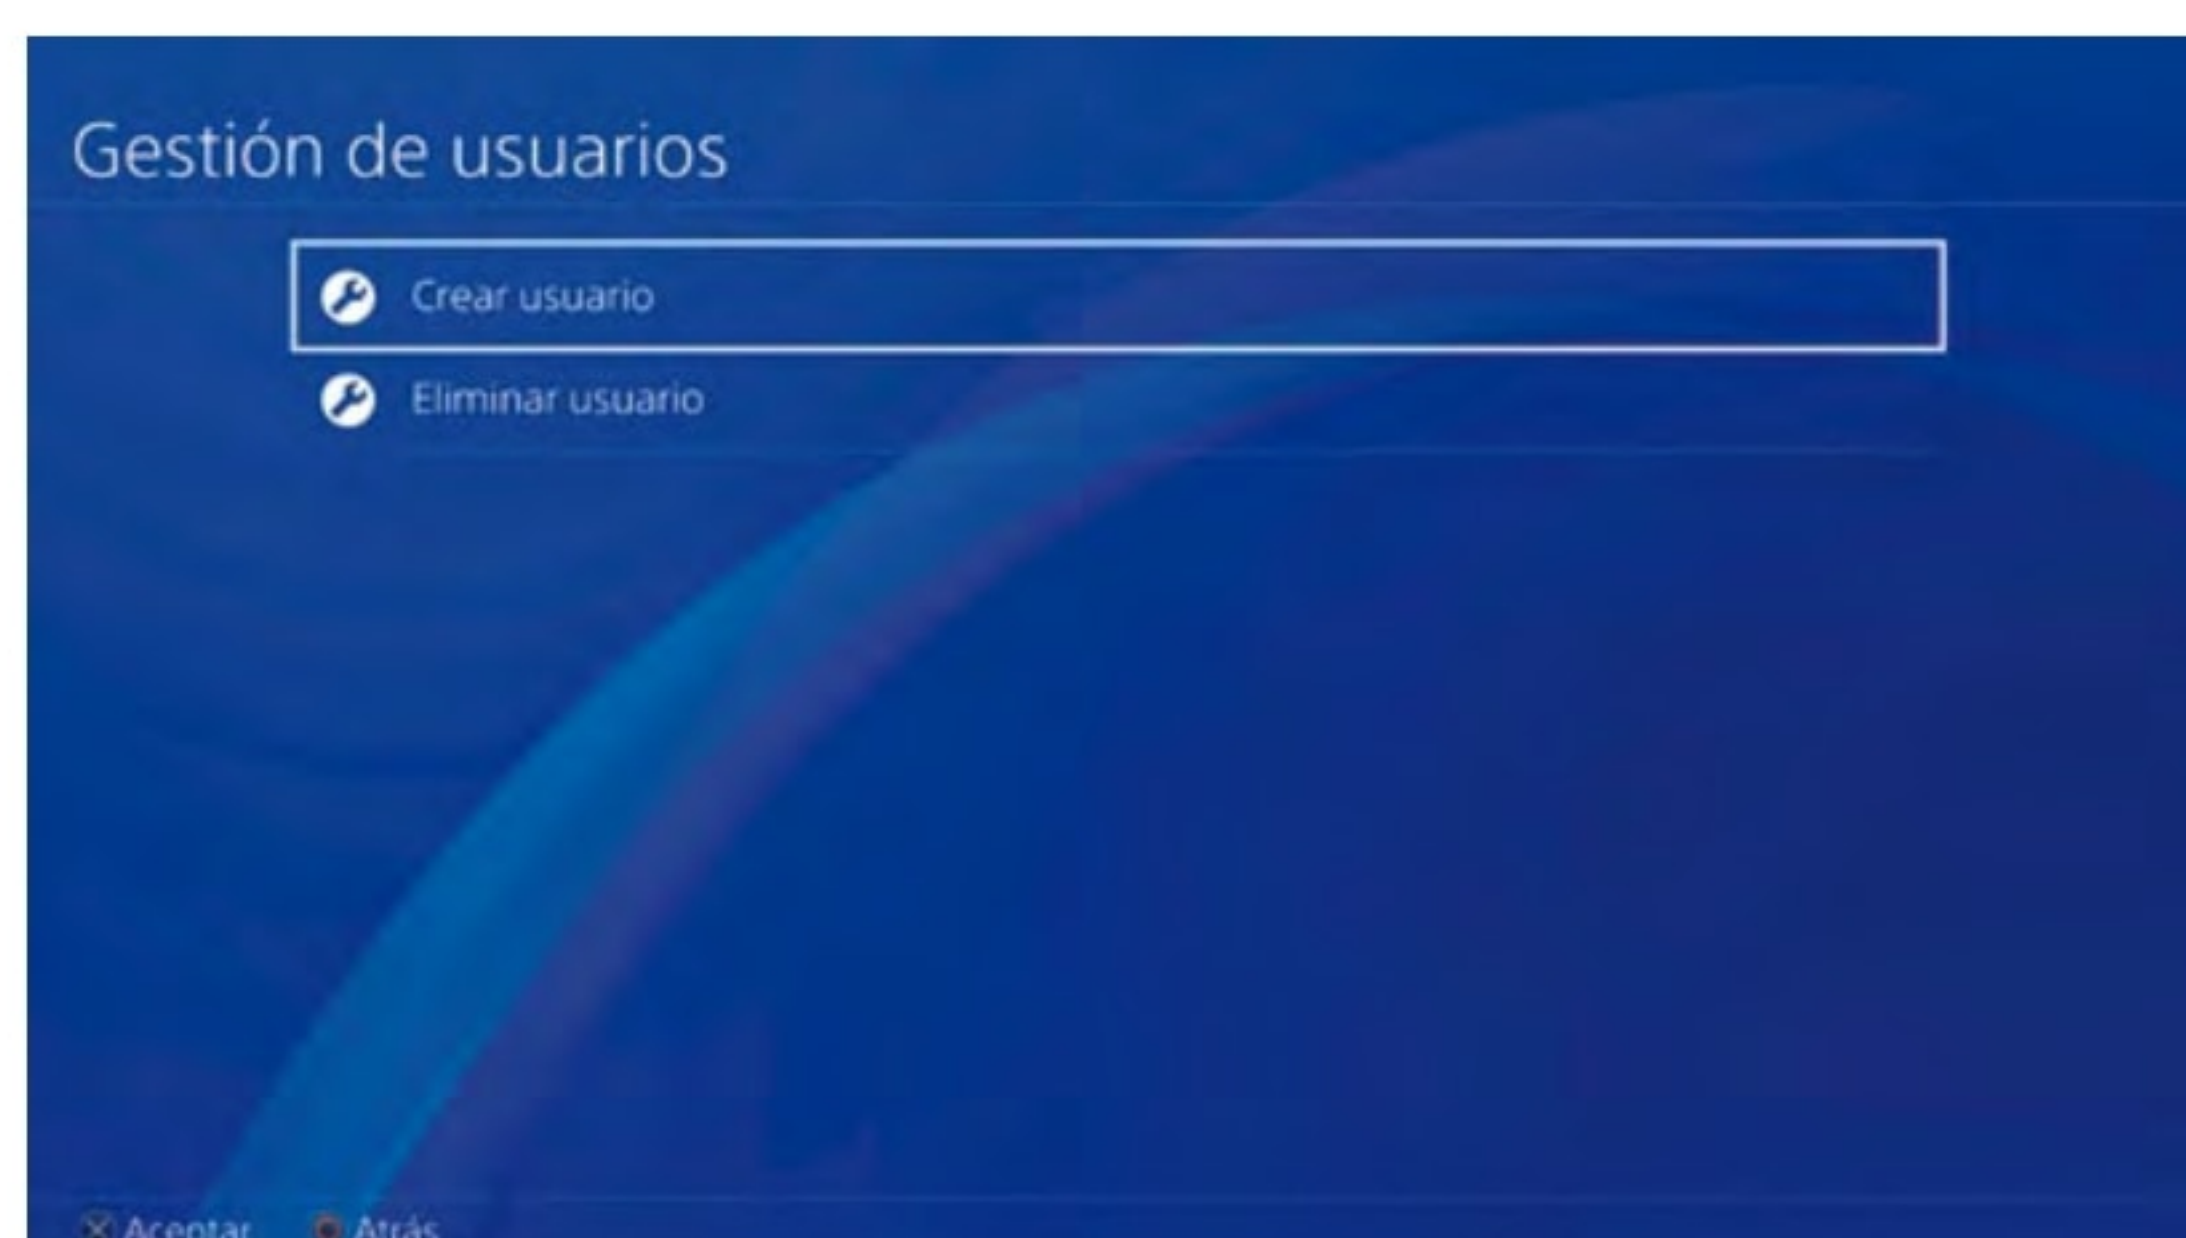 Gestión de usuarios
Crear usuario
Eliminar usuario
Aceptar Atrás